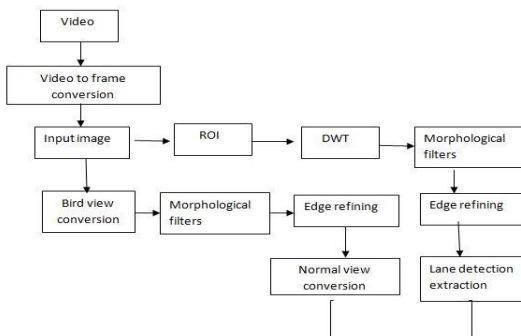 Video
Video to frame
conversion
Input image
ROI
DWT
Morphological
filters
Bird view
conversion
Morphological
filters
Edge refining
Edge refining
Normal view
conversion
Lane detection
extraction